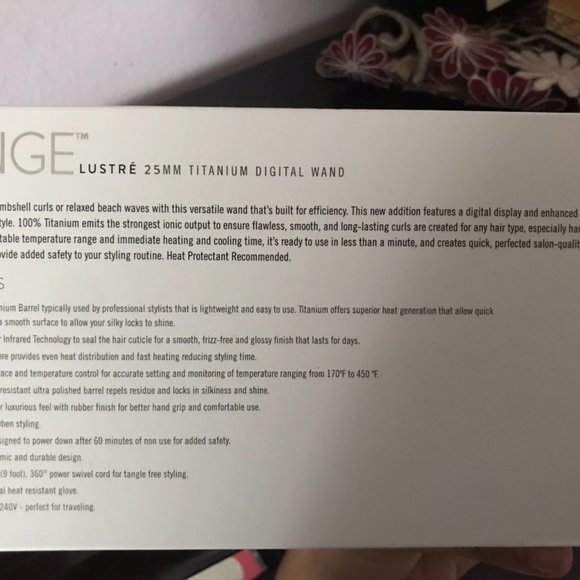 NGE™ LUSTRÉ 25MM TITANIUM DIGITAL WAND
mbshell curls or relaxed beach waves with this versatile wand that's built for efficiency. This new addition features a digital display and enhanced
tyle. 100% Titanium emits the strongest ionic output to ensure flawless, smooth, and long-lasting curls are created for any hair type, especially har
table temperature range and immediate heating and cooling time, it's ready to use in less than a minute, and creates quick, perfected salon-qualit
vide added safety to your styling routine. Heat Protectant Recommended.
S
nium Barrel typically used by professional stylists that is lightweight and easy to use. Titanium offers superior heat generation that allow quick
a smooth surface to allow your silky locks to shine.
r Infrared Technology to seal the hair cuticle for a smooth, frizz-free and glossy finish that lasts for days.
ore provides even heat distribution and fast heating reducing styling time.
ace and temperature control for accurate setting and monitoring of temperature ranging from 170°F to 450 °F.
resistant ultra polished barrel repels residue and locks in silkiness and shine.
r luxurious feel with rubber finish for better hand grip and comfortable use.
hen styling.
signed to power down after 60 minutes of non use for added safety.
mic and durable design.
(9 foot), 360° power swivel cord for tangle free styling.
al heat resistant glove.
240V - perfect for traveling.